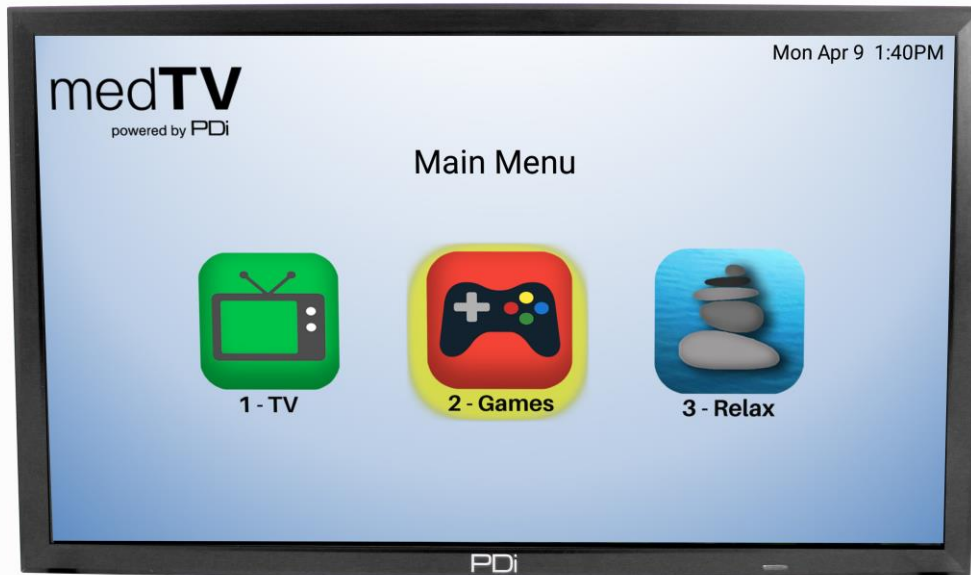 Mon Apr 9 1:40PM
medTV
powered by PDi
Main Menu
1 - TV
2 - Games
3 - Relax
PDi